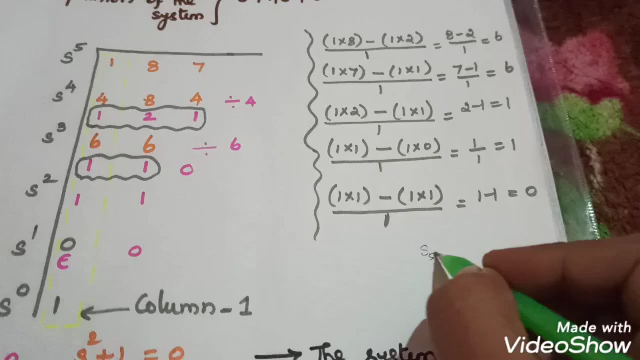 of the
system
s⁵ 1 8 7
s⁴ 4 8 4 ÷4
1 2 1
s³ 6 6 ÷ 6
1 1 0
s² 1 1
s¹ 0 0
ϵ
s⁰ 1 ← Column - 1
s² + 1 = 0 → The system
(1×8) − (1×2) / 1 = 8−2 / 1 = 6
(1×7) − (1×1) / 1 = 7−1 / 1 = 6
(1×2) − (1×1) / 1 = 2−1 = 1
(1×1) − (1×0) / 1 = 1 / 1 = 1
(1×1) − (1×1) / 1 = 1−1 = 0
Made with
VideoShow